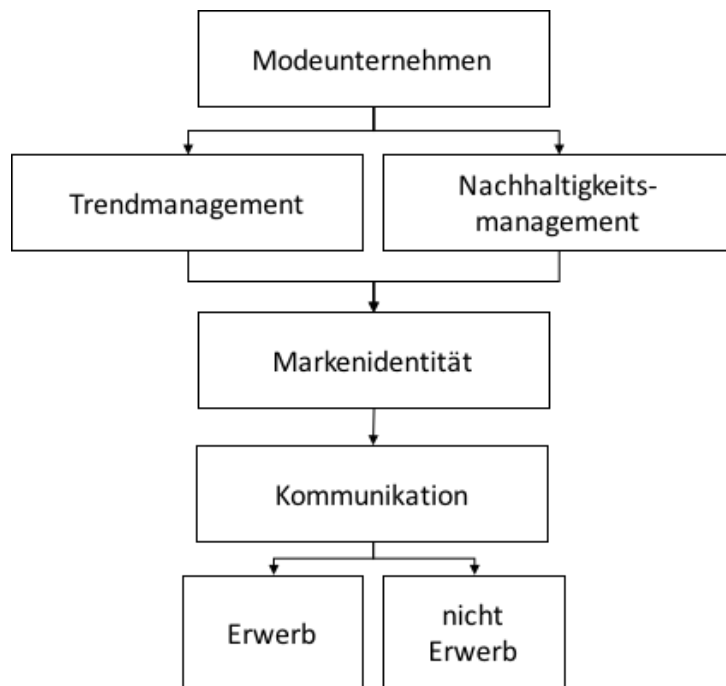 Modeunternehmen
Trendmanagement
Nachhaltigkeits-
management
Markenidentität
Kommunikation
Erwerb
nicht
Erwerb